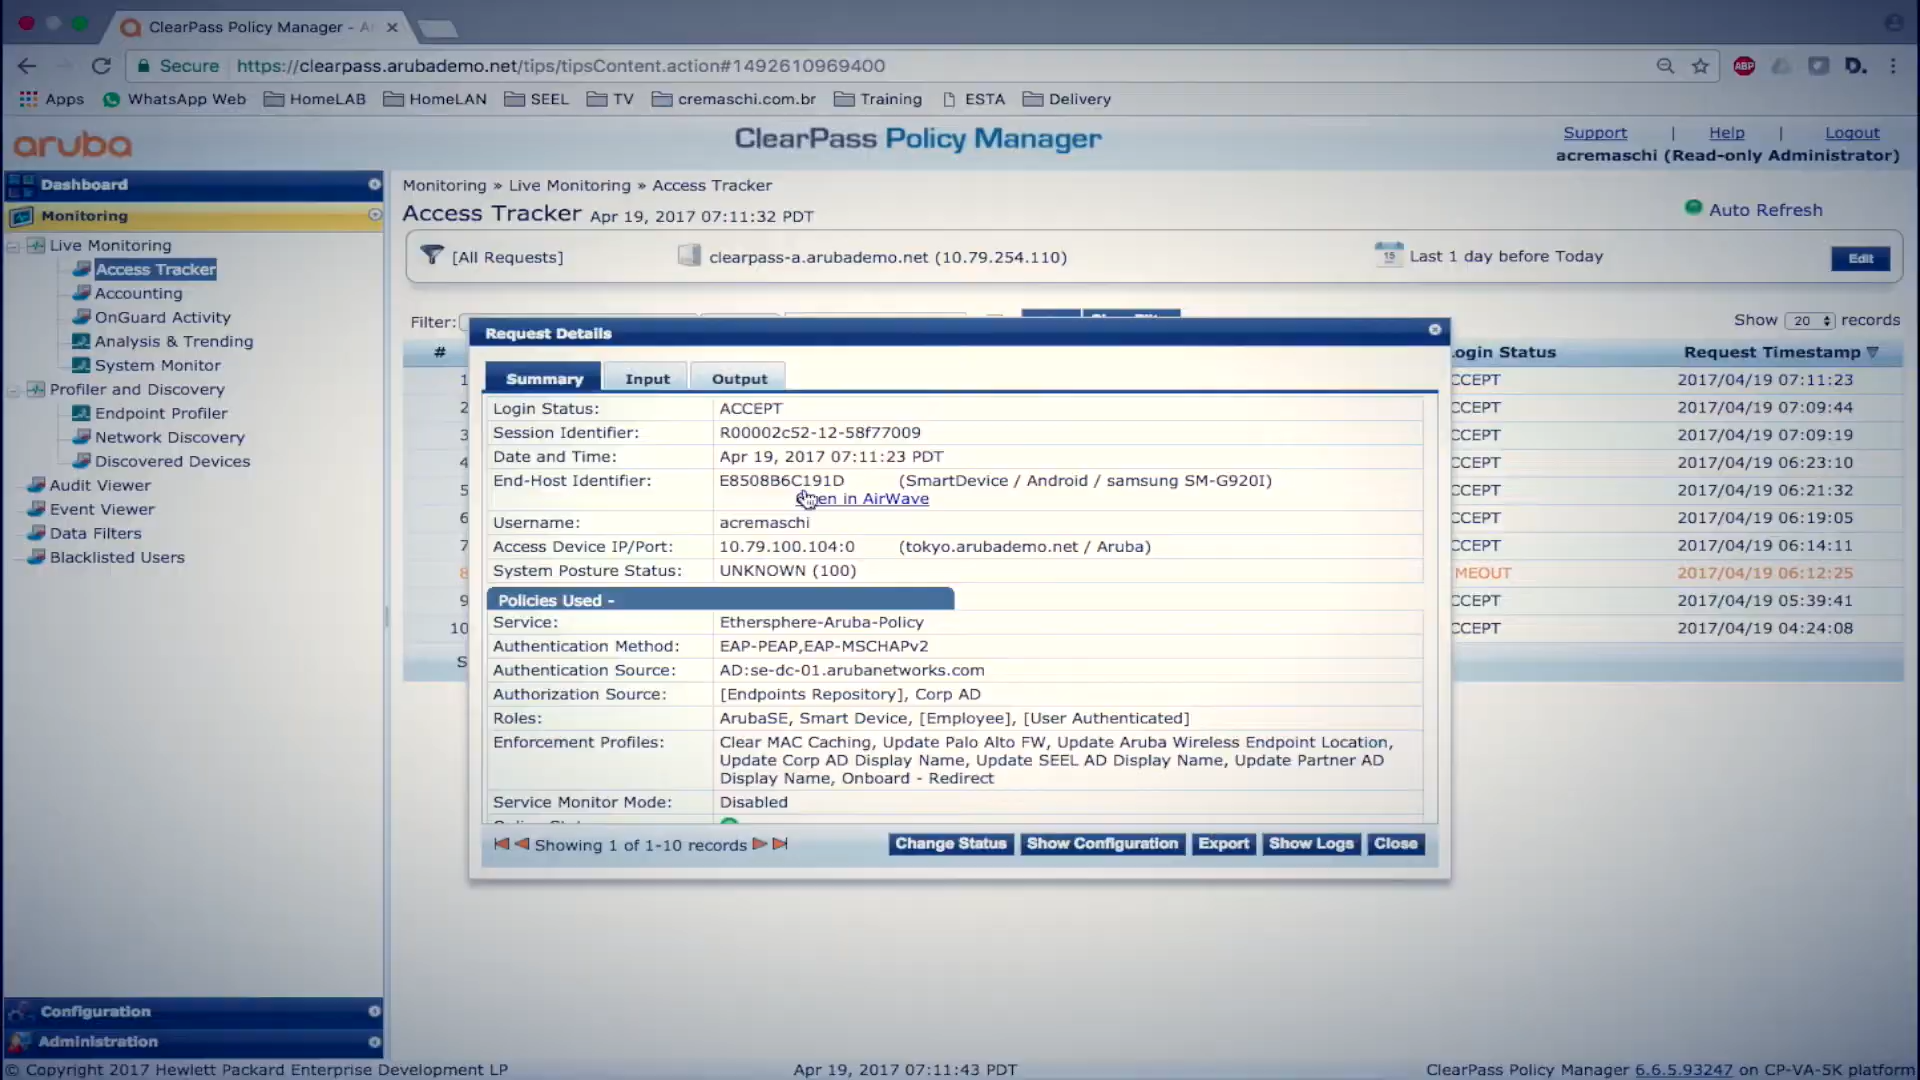 ClearPass Policy Manager - A
Secure https://clearpass.arubademo.net/tips/tipsContent.action#1492610969400
ABP D.
Apps WhatsApp Web HomeLAB HomeLAN SEEL TV cremaschi.com.br Training ESTA Delivery
aruba
ClearPass Policy Manager
Support | Help | Logout
acremaschi (Read-only Administrator)
Dashboard
Monitoring
Live Monitoring
Access Tracker
Accounting
OnGuard Activity
Analysis & Trending
System Monitor
Profiler and Discovery
Endpoint Profiler
Network Discovery
Discovered Devices
Audit Viewer
Event Viewer
Data Filters
Blacklisted Users
Configuration
Administration
Monitoring » Live Monitoring » Access Tracker
Access Tracker Apr 19, 2017 07:11:32 PDT
Auto Refresh
[All Requests] clearpass-a.arubademo.net (10.79.254.110) 15 Last 1 day before Today Edit
Filter: Show 20 records
# ogin Status Request Timestamp
1 CCEPT 2017/04/19 07:11:23
2 CCEPT 2017/04/19 07:09:44
3 CCEPT 2017/04/19 07:09:19
4 CCEPT 2017/04/19 06:23:10
5 CCEPT 2017/04/19 06:21:32
6 CCEPT 2017/04/19 06:19:05
7 CCEPT 2017/04/19 06:14:11
8 MEOUT 2017/04/19 06:12:25
9 CCEPT 2017/04/19 05:39:41
10 CCEPT 2017/04/19 04:24:08
S
Request Details
Summary Input Output
Login Status: ACCEPT
Session Identifier: R00002c52-12-58f77009
Date and Time: Apr 19, 2017 07:11:23 PDT
End-Host Identifier: E8508B6C191D (SmartDevice / Android / samsung SM-G920I)
en in AirWave
Username: acremaschi
Access Device IP/Port: 10.79.100.104:0 (tokyo.arubademo.net / Aruba)
System Posture Status: UNKNOWN (100)
Policies Used -
Service: Ethersphere-Aruba-Policy
Authentication Method: EAP-PEAP,EAP-MSCHAPv2
Authentication Source: AD:se-dc-01.arubanetworks.com
Authorization Source: [Endpoints Repository], Corp AD
Roles: ArubaSE, Smart Device, [Employee], [User Authenticated]
Enforcement Profiles: Clear MAC Caching, Update Palo Alto FW, Update Aruba Wireless Endpoint Location,
Update Corp AD Display Name, Update SEEL AD Display Name, Update Partner AD
Display Name, Onboard - Redirect
Service Monitor Mode: Disabled
Showing 1 of 1-10 records Change Status Show Configuration Export Show Logs Close
© Copyright 2017 Hewlett Packard Enterprise Development LP Apr 19, 2017 07:11:43 PDT ClearPass Policy Manager 6.6.5.93247 on CP-VA-5K platform